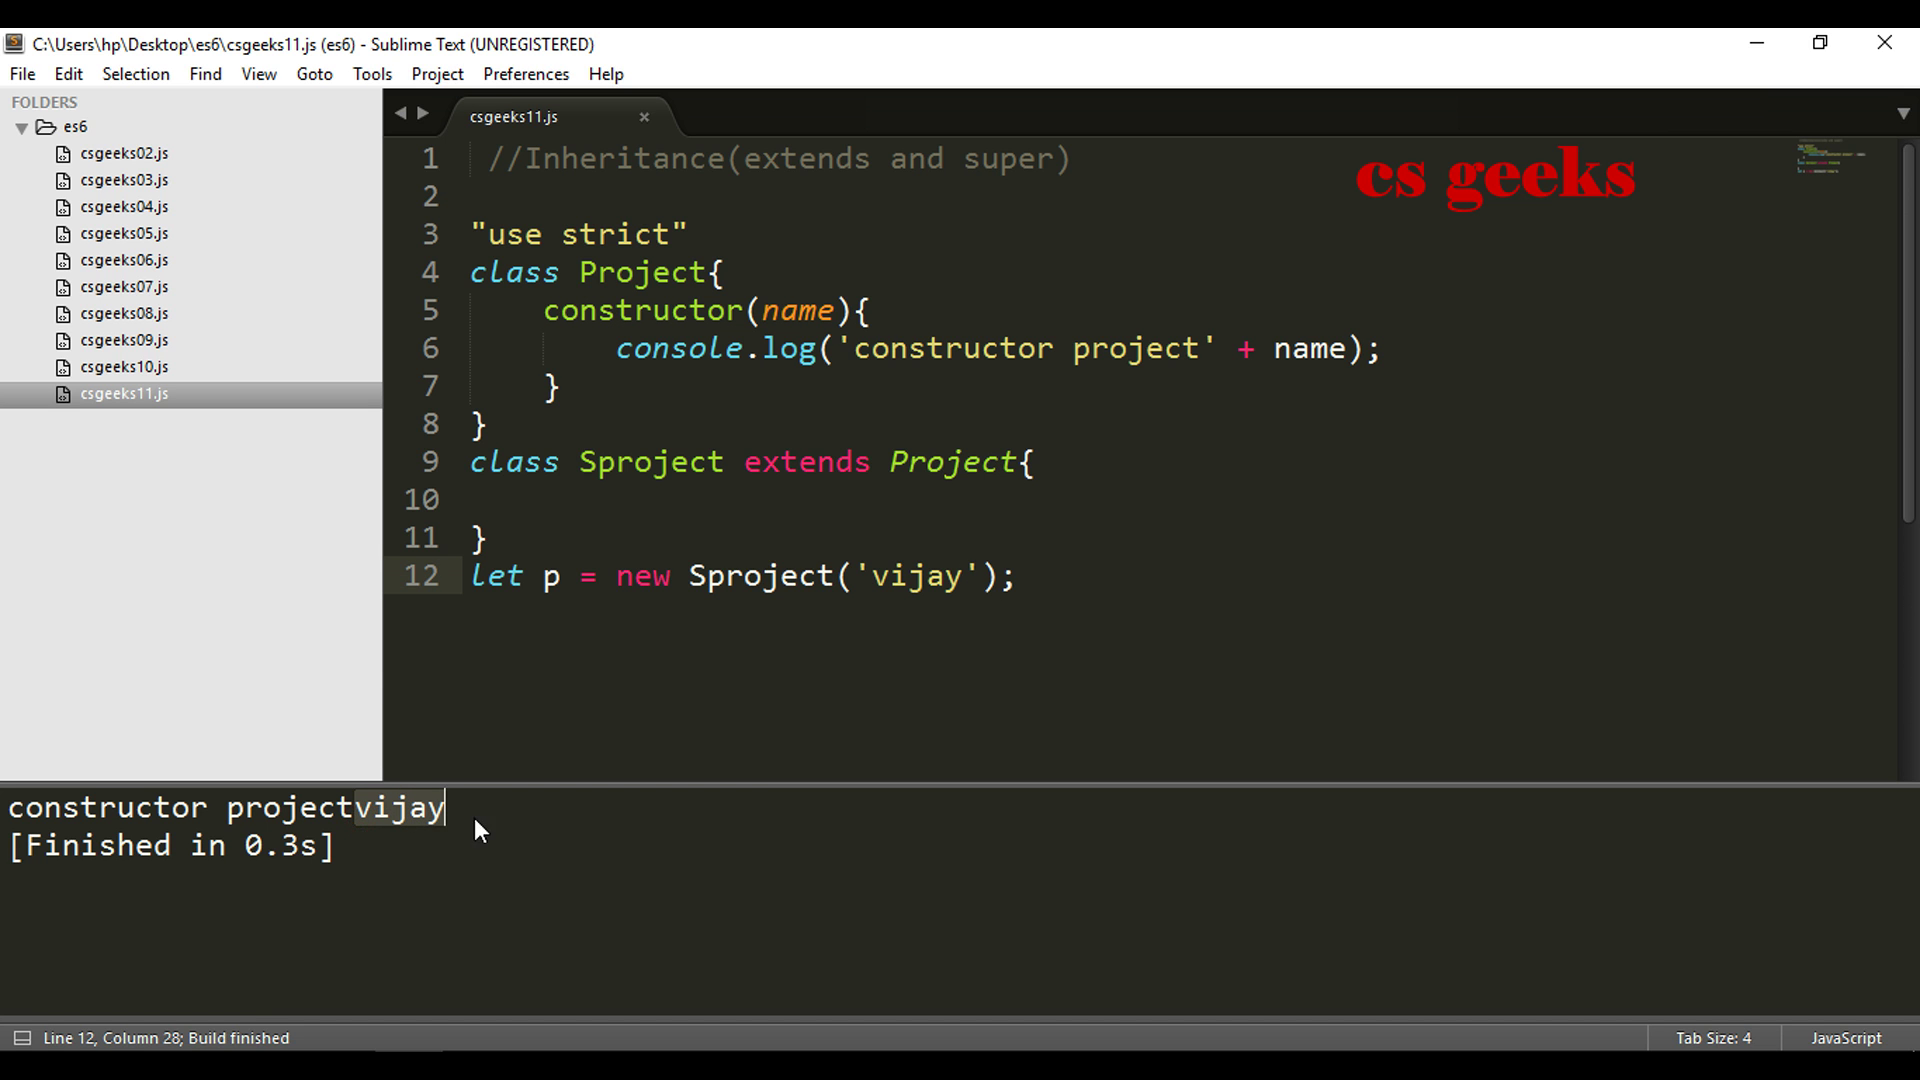 C:\Users\hp\Desktop\es6\csgeeks11.js (es6) - Sublime Text (UNREGISTERED)
File Edit Selection Find View Goto Tools Project Preferences Help
FOLDERS
es6
csgeeks02.js
csgeeks03.js
csgeeks04.js
csgeeks05.js
csgeeks06.js
csgeeks07.js
csgeeks08.js
csgeeks09.js
csgeeks10.js
csgeeks11.js
csgeeks11.js
cs geeks
1 //Inheritance(extends and super)
2
3 "use strict"
4 class Project{
5 constructor(name){
6 console.log('constructor project' + name);
7 }
8 }
9 class Sproject extends Project{
10
11 }
12 let p = new Sproject('vijay');
constructor projectvijay
[Finished in 0.3s]
Line 12, Column 28; Build finished
Tab Size: 4
JavaScript